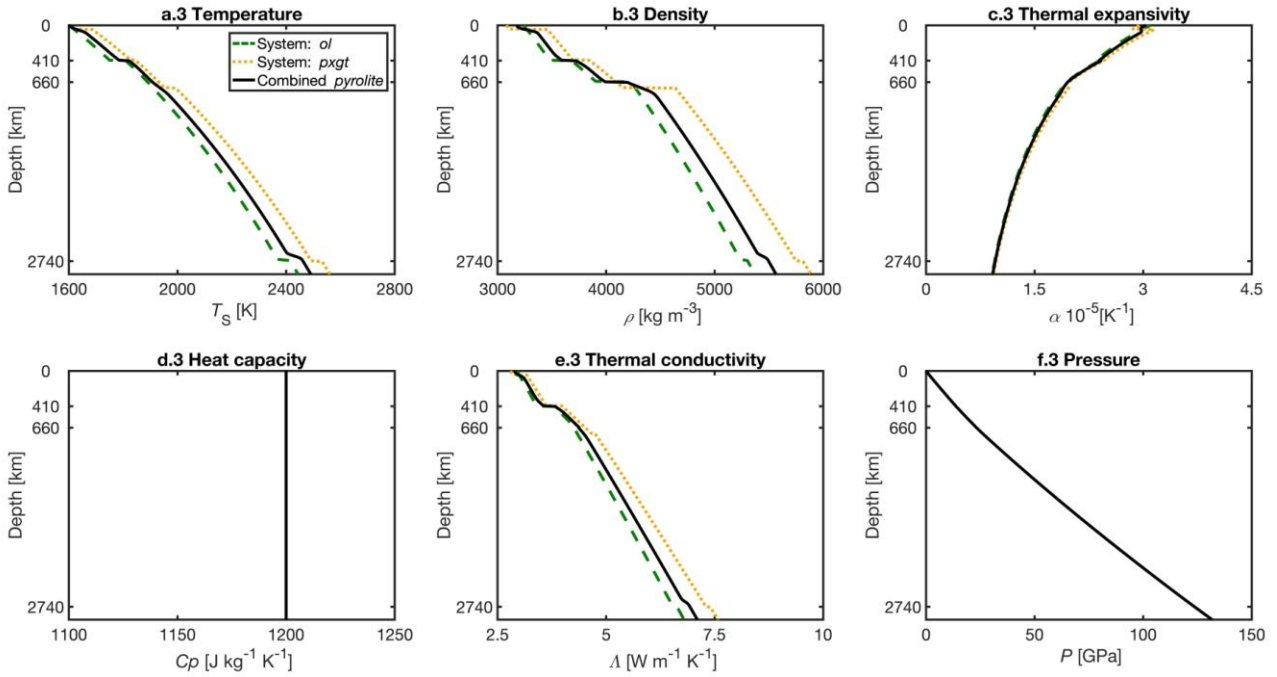 a.3 Temperature
0
410
660
2740
Depth [km]
1600
2000
2400
2800
T_S [K]
System: ol
System: pxgt
Combined pyrolite
b.3 Density
0
410
660
2740
Depth [km]
3000
4000
5000
6000
ρ [kg m⁻³]
c.3 Thermal expansivity
0
410
660
2740
Depth [km]
0
1.5
3
4.5
α 10⁻⁵[K⁻¹]
d.3 Heat capacity
0
410
660
2740
Depth [km]
1100
1150
1200
1250
Cp [J kg⁻¹ K⁻¹]
e.3 Thermal conductivity
0
410
660
2740
Depth [km]
2.5
5
7.5
10
Λ [W m⁻¹ K⁻¹]
f.3 Pressure
0
410
660
2740
Depth [km]
0
50
100
150
P [GPa]